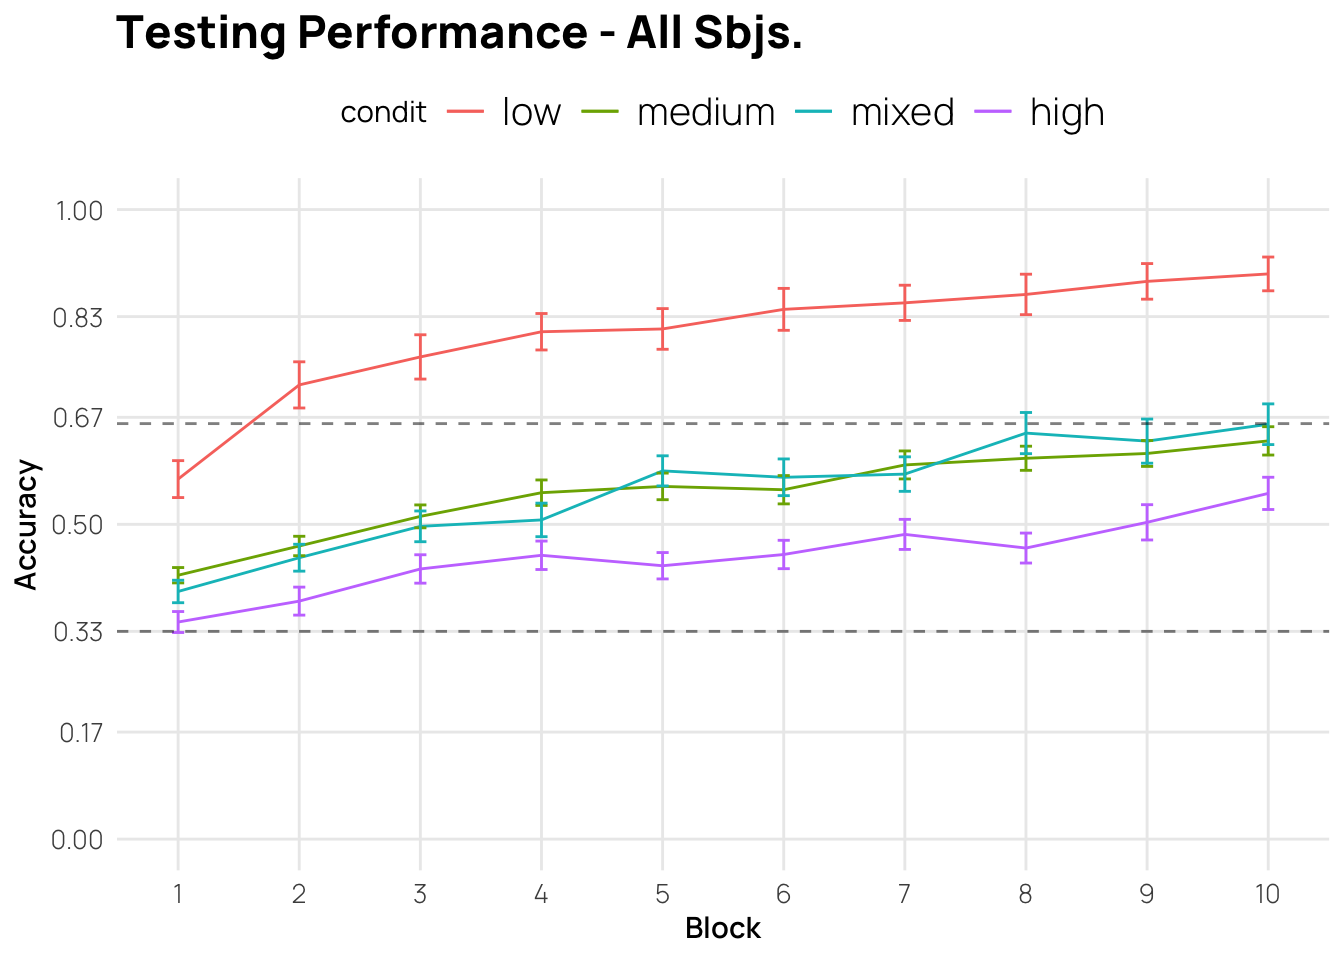 Testing Performance - All Sbjs.
condit low medium mixed high
1.00
0.83
0.67
0.50
0.33
0.17
0.00
Accuracy
1 2 3 4 5 6 7 8 9 10
Block